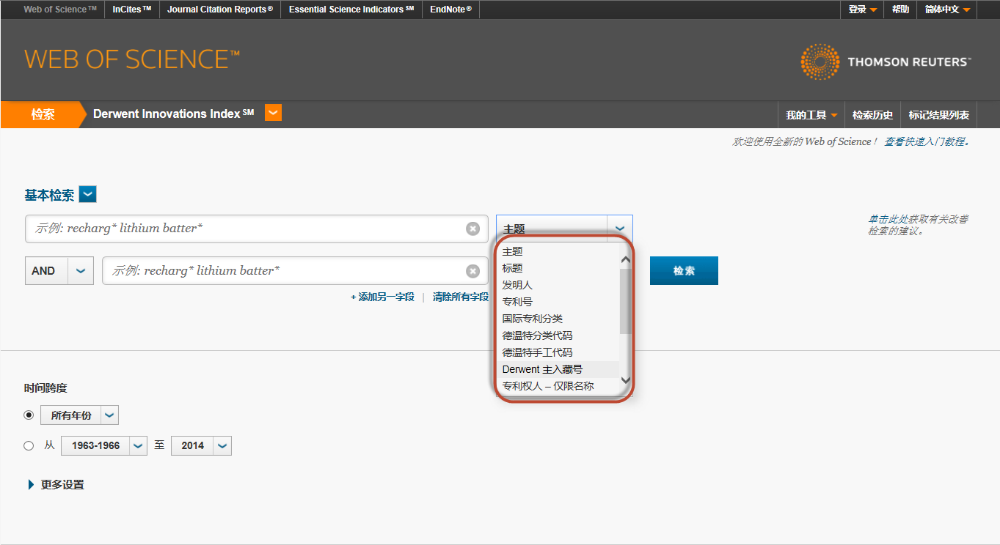 Web of Science™ InCites™ Journal Citation Reports® Essential Science Indicators℠ EndNote® 登录 帮助 简体中文
WEB OF SCIENCE™
THOMSON REUTERS™
检索 Derwent Innovations Index℠ 我的工具 检索历史 标记结果列表
欢迎使用全新的 Web of Science！ 查看快速入门教程。
基本检索
示例: recharg* lithium batter* 主题
单击此处获取有关改善
检索的建议。
AND 示例: recharg* lithium batter* 检索
+ 添加另一字段 | 清除所有字段
主题
标题
发明人
专利号
国际专利分类
德温特分类代码
德温特手工代码
Derwent 主入藏号
专利权人 – 仅限名称
时间跨度
所有年份
从 1963-1966 至 2014
更多设置